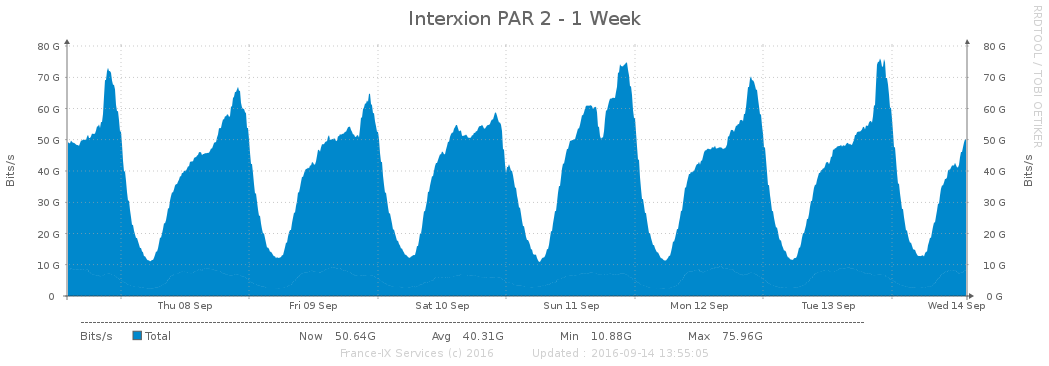 Interxion PAR 2 - 1 Week
RRDTOOL / TOBI OETIKER
80 G 80 G
70 G 70 G
60 G 60 G
50 G 50 G
40 G 40 G
30 G 30 G
20 G 20 G
10 G 10 G
0 0 G
Bits/s Bits/s
Thu 08 Sep Fri 09 Sep Sat 10 Sep Sun 11 Sep Mon 12 Sep Tue 13 Sep Wed 14 Sep
Bits/s Total Now 50.64G Avg 40.31G Min 10.88G Max 75.96G
France-IX Services (c) 2016 Updated : 2016-09-14 13:55:05